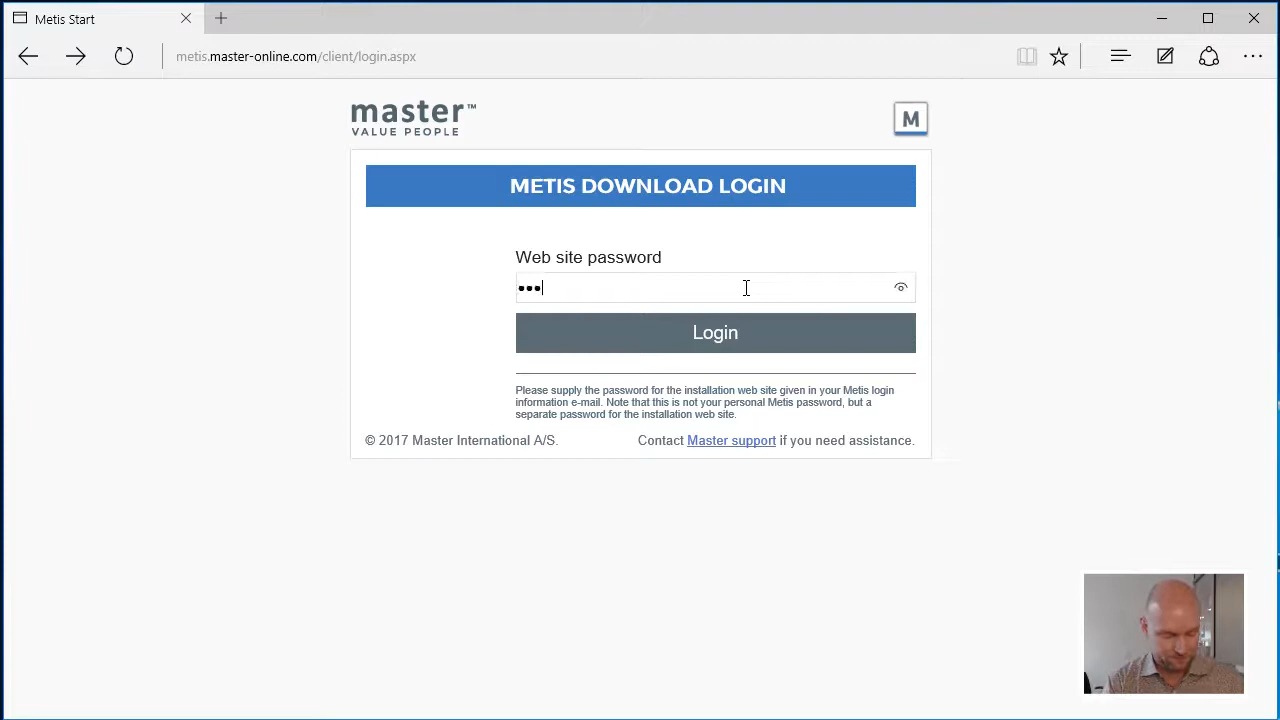 Metis Start
metis.master-online.com/client/login.aspx
master™
VALUE PEOPLE
M
METIS DOWNLOAD LOGIN
Web site password
•••
Login
Please supply the password for the installation web site given in your Metis login
information e-mail. Note that this is not your personal Metis password, but a
separate password for the installation web site.
© 2017 Master International A/S. Contact Master support if you need assistance.